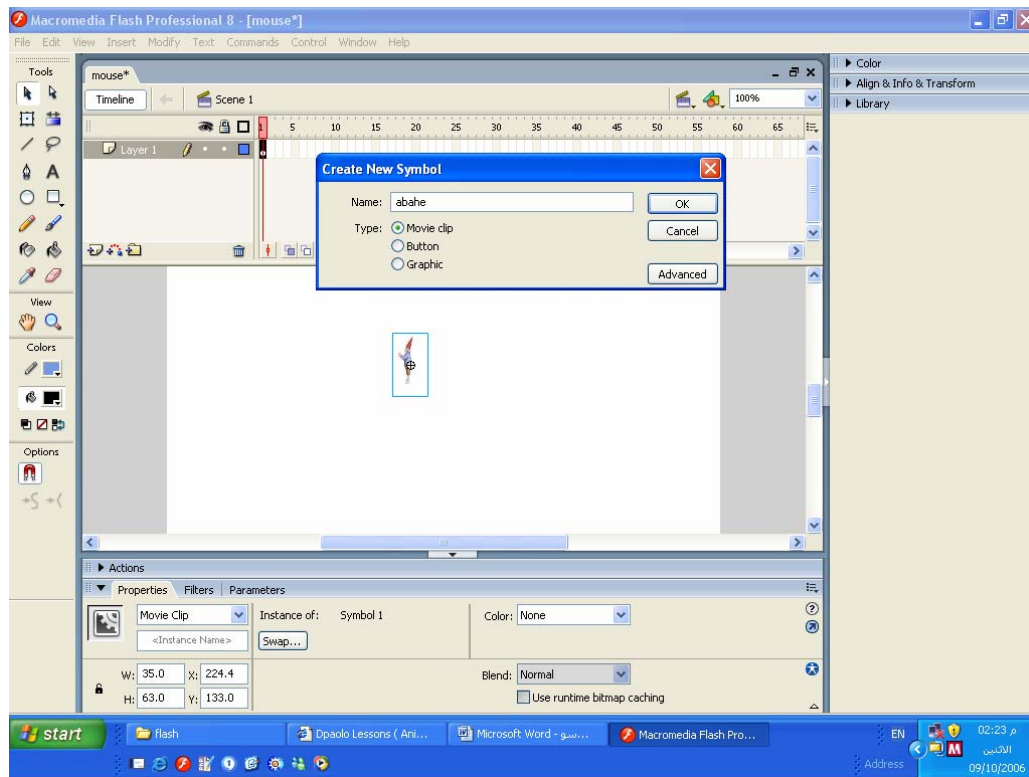 Macromedia Flash Professional 8 - [mouse*]
File Edit View Insert Modify Text Commands Control Window Help
Tools
View
Colors
Options
mouse*
Timeline Scene 1 100%
1 5 10 15 20 25 30 35 40 45 50 55 60 65
Layer 1
Create New Symbol
Name: abahe OK
Type: Movie clip Cancel
Button
Graphic
Advanced
Color
Align & Info & Transform
Library
Actions
Properties Filters Parameters
Movie Clip Instance of: Symbol 1 Color: None
<Instance Name> Swap...
W: 35.0 X: 224.4 Blend: Normal
H: 63.0 Y: 133.0 Use runtime bitmap caching
start flash Dpaolo Lessons ( Ani... Microsoft Word - سو... Macromedia Flash Pro... EN 02:23 م
الاثنين
Address 09/10/2006